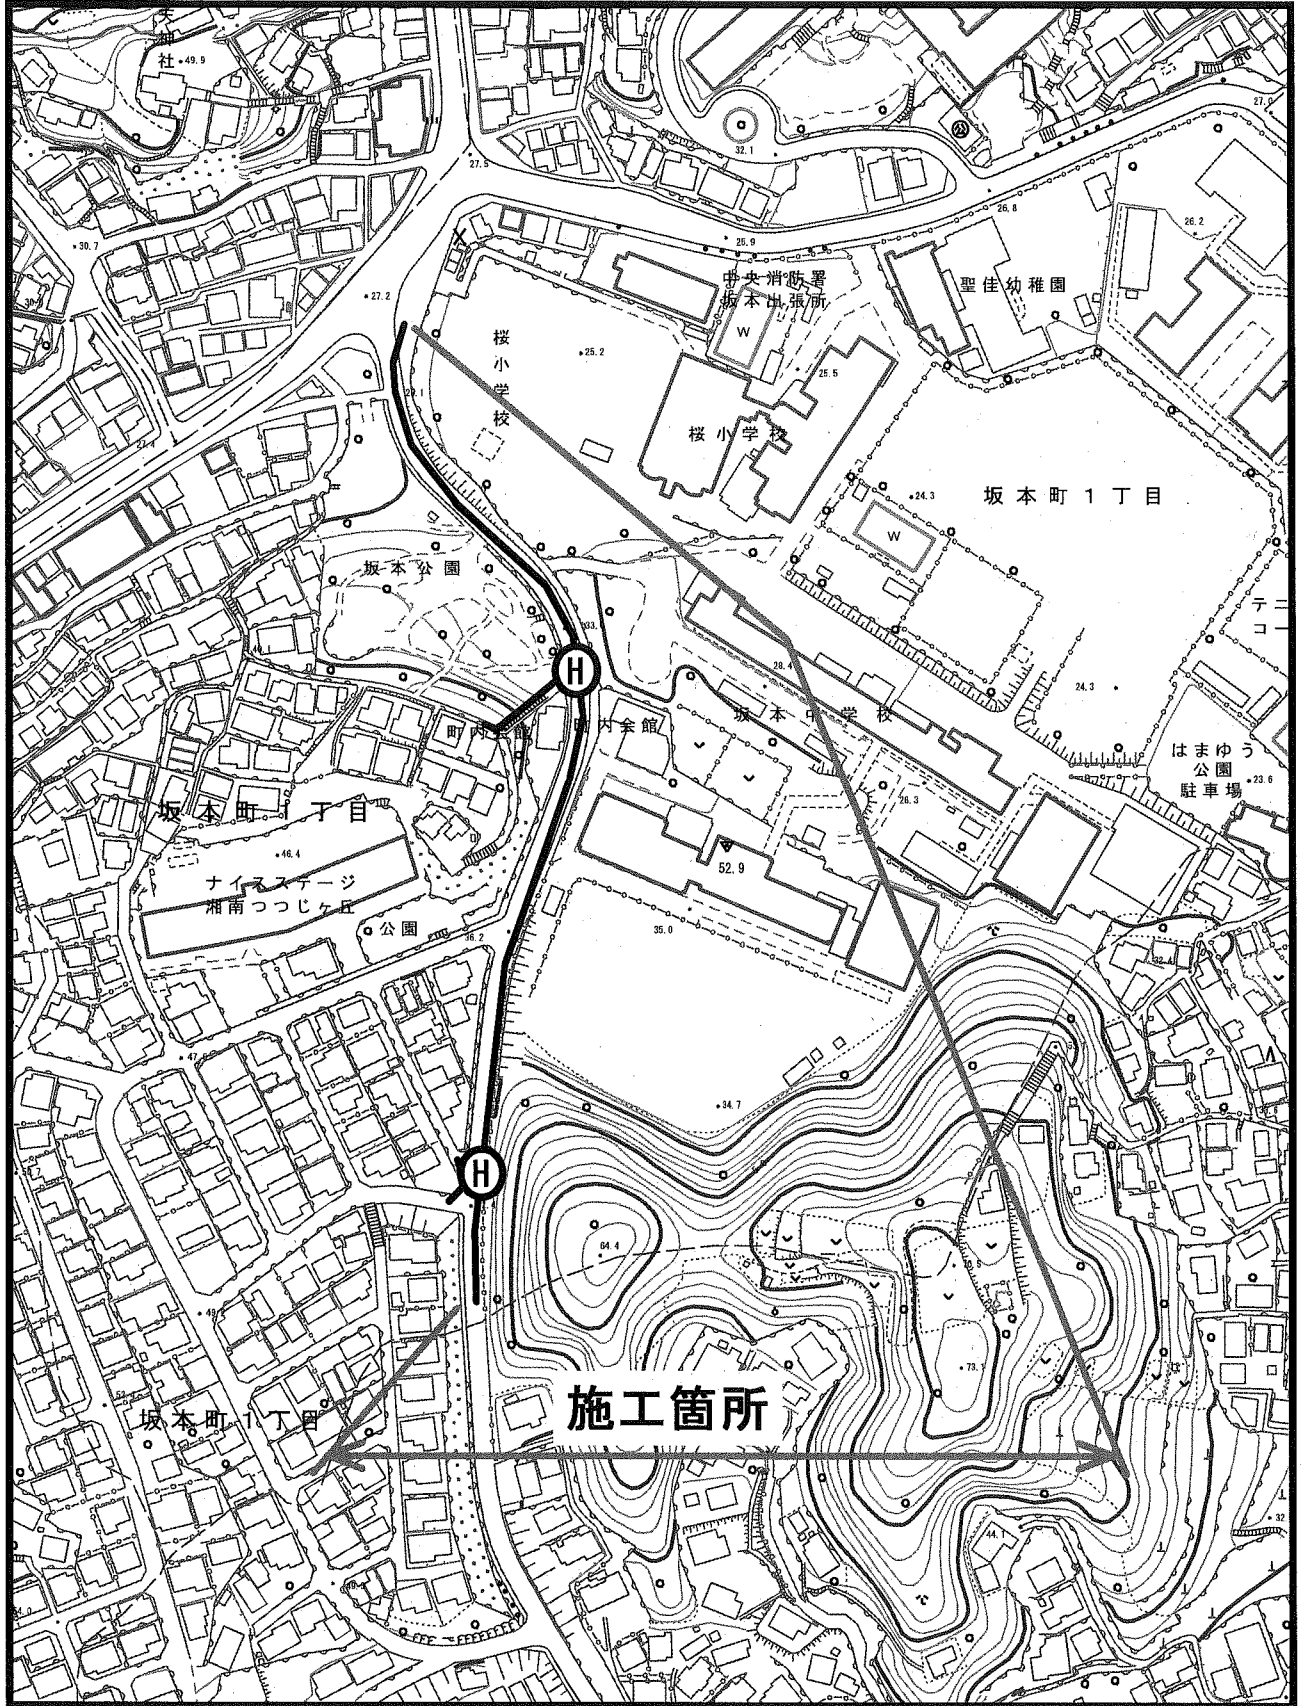 天神社
49.9
27.0
32.1
27.5
26.8
26.2
30.7
25.9
中央消防署
坂本出張所
聖佳幼稚園
27.2
W
桜小学校
25.2
25.5
桜小学校
27.4
24.3
坂本町1丁目
W
坂本公園
テニ
コー
28.4
24.3
H
坂本中学校
町内会館
町内会館
はまゆう
公園
駐車場
23.6
坂本町1丁目
26.3
46.4
52.9
ナイスステージ
湘南つつじヶ丘
公園
36.2
35.0
32.4
34.7
H
64.4
73.1
施工箇所
坂本町1丁目
44.1
32